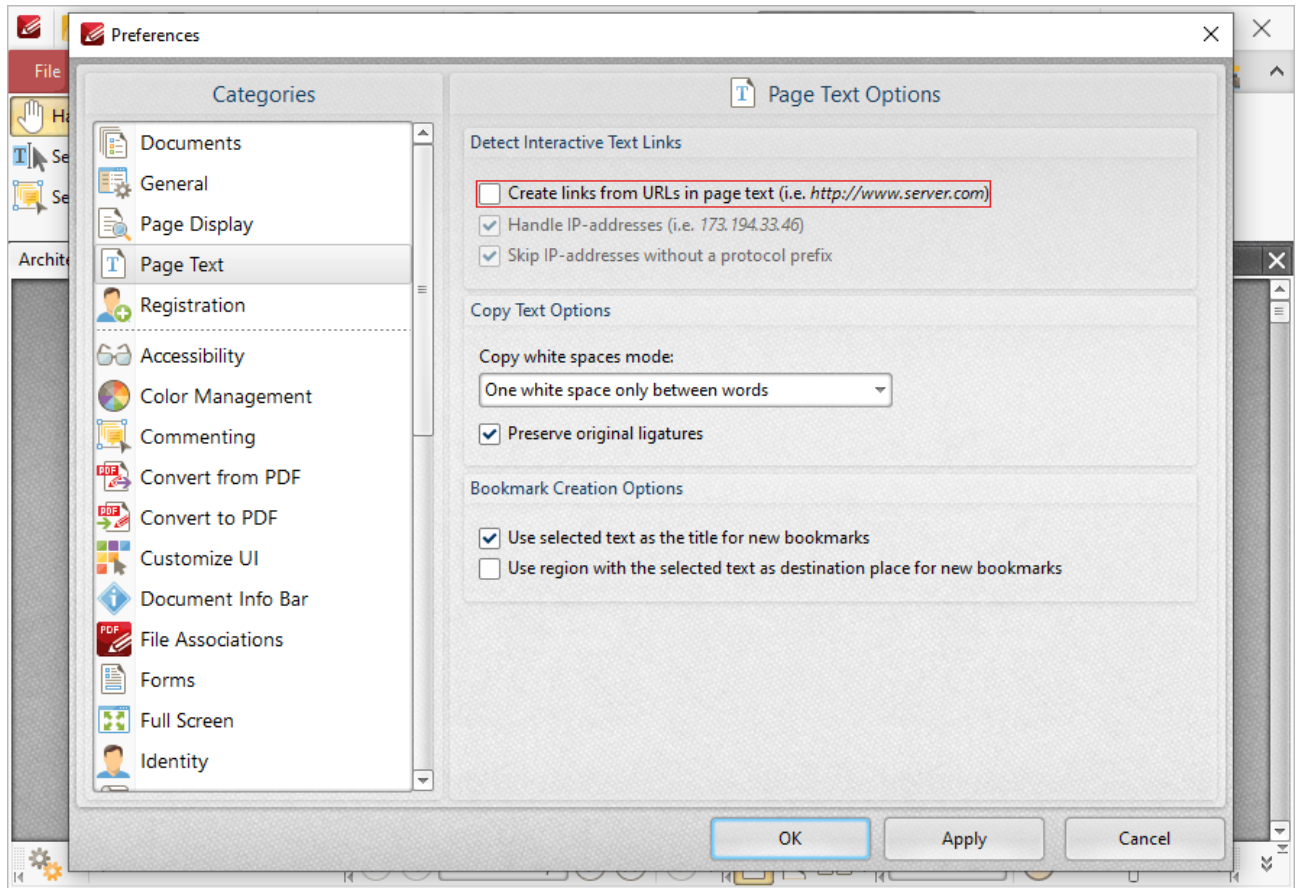 Preferences
File
Categories
Page Text Options
Ha
Se
Se
Archite
Documents
General
Page Display
Page Text
Registration
Accessibility
Color Management
Commenting
Convert from PDF
Convert to PDF
Customize UI
Document Info Bar
File Associations
Forms
Full Screen
Identity
Detect Interactive Text Links
Create links from URLs in page text (i.e. http://www.server.com)
Handle IP-addresses (i.e. 173.194.33.46)
Skip IP-addresses without a protocol prefix
Copy Text Options
Copy white spaces mode:
One white space only between words
Preserve original ligatures
Bookmark Creation Options
Use selected text as the title for new bookmarks
Use region with the selected text as destination place for new bookmarks
OK
Apply
Cancel